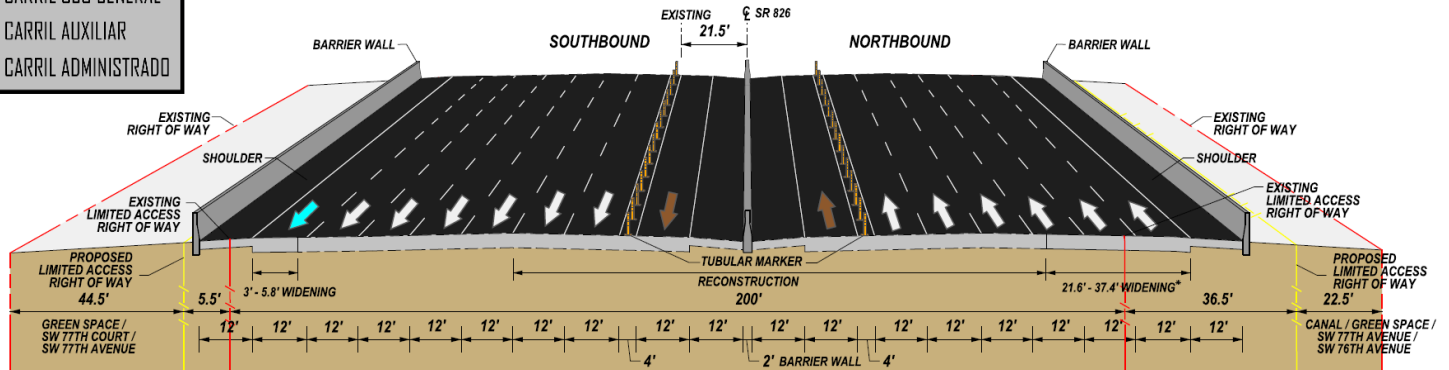 CARRIL AUXILIAR
CARRIL ADMINISTRADO
EXISTING
℄ SR 826
21.5'
SOUTHBOUND
NORTHBOUND
BARRIER WALL
BARRIER WALL
EXISTING
RIGHT OF WAY
EXISTING
RIGHT OF WAY
SHOULDER
SHOULDER
EXISTING
LIMITED ACCESS
RIGHT OF WAY
EXISTING
LIMITED ACCESS
RIGHT OF WAY
PROPOSED
LIMITED ACCESS
RIGHT OF WAY
TUBULAR MARKER
RECONSTRUCTION
PROPOSED
LIMITED ACCESS
RIGHT OF WAY
3' - 5.8' WIDENING
21.6' - 37.4' WIDENING*
44.5'
5.5'
200'
36.5'
22.5'
GREEN SPACE /
SW 77TH COURT /
SW 77TH AVENUE
12' 12' 12' 12' 12' 12' 12' 12' 12' 12' 12' 12' 12' 12' 12' 12' 12' 12' 12'
CANAL / GREEN SPACE /
SW 77TH AVENUE /
SW 76TH AVENUE
4'
2' BARRIER WALL
4'